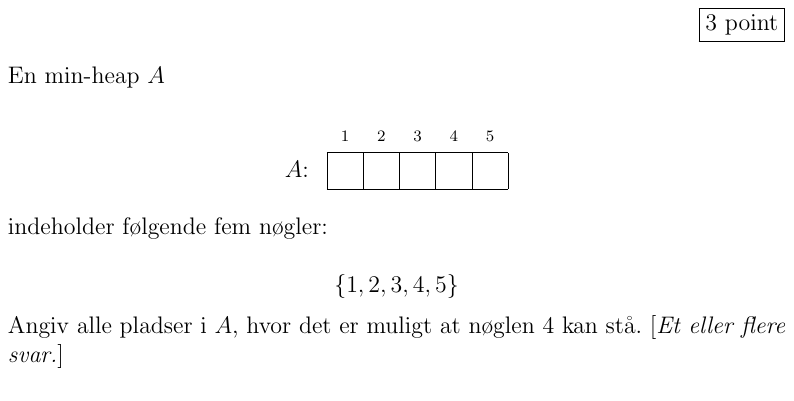 3 point
En min-heap A
1 2 3 4 5
A:
indeholder følgende fem nøgler:
{1, 2, 3, 4, 5}
Angiv alle pladser i A, hvor det er muligt at nøglen 4 kan stå. [Et eller flere
svar.]